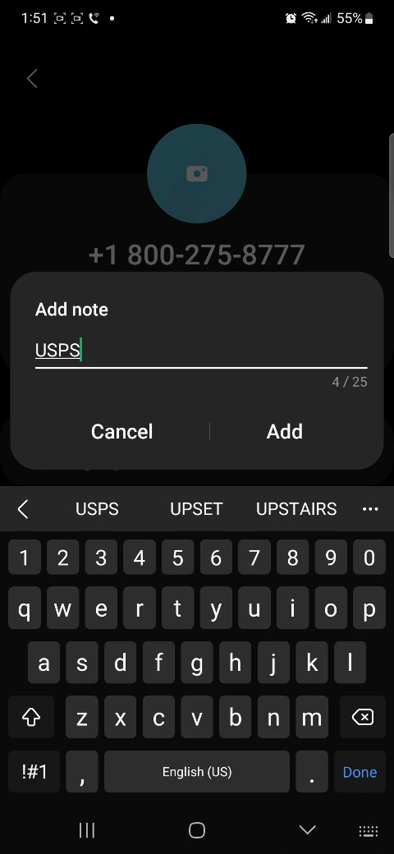 1:51
55%
+1 800-275-8777
Add note
USPS
4 / 25
Cancel
Add
USPS UPSET UPSTAIRS
1 2 3 4 5 6 7 8 9 0
q w e r t y u i o p
a s d f g h j k l
z x c v b n m
!#1 , English (US) . Done